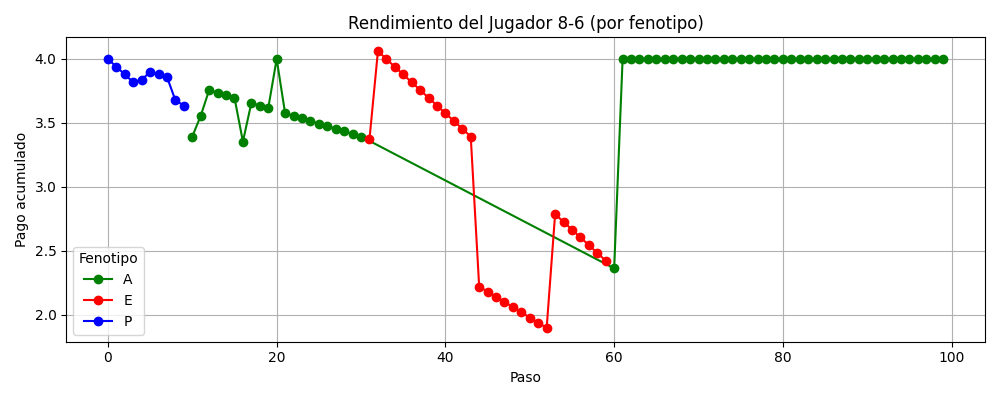 Rendimiento del Jugador 8-6 (por fenotipo)
Pago acumulado
4.0
3.5
3.0
2.5
2.0
Fenotipo
A
E
P
0 20 40 60 80 100
Paso